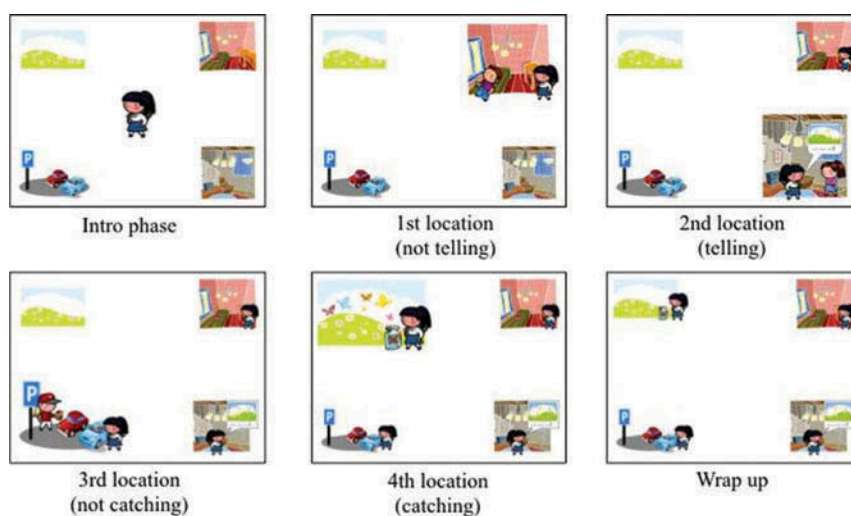 P
P
P
Intro phase
1st location
(not telling)
2nd location
(telling)
P
P
P
3rd location
(not catching)
4th location
(catching)
Wrap up